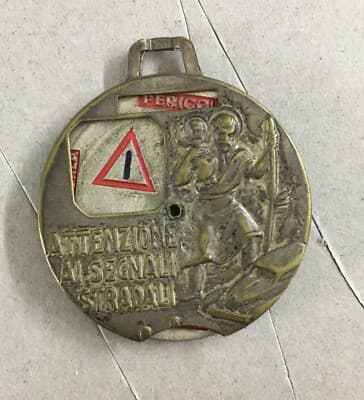 PERICO
ATTENZIONE
AI SEGNALI
STRADALI